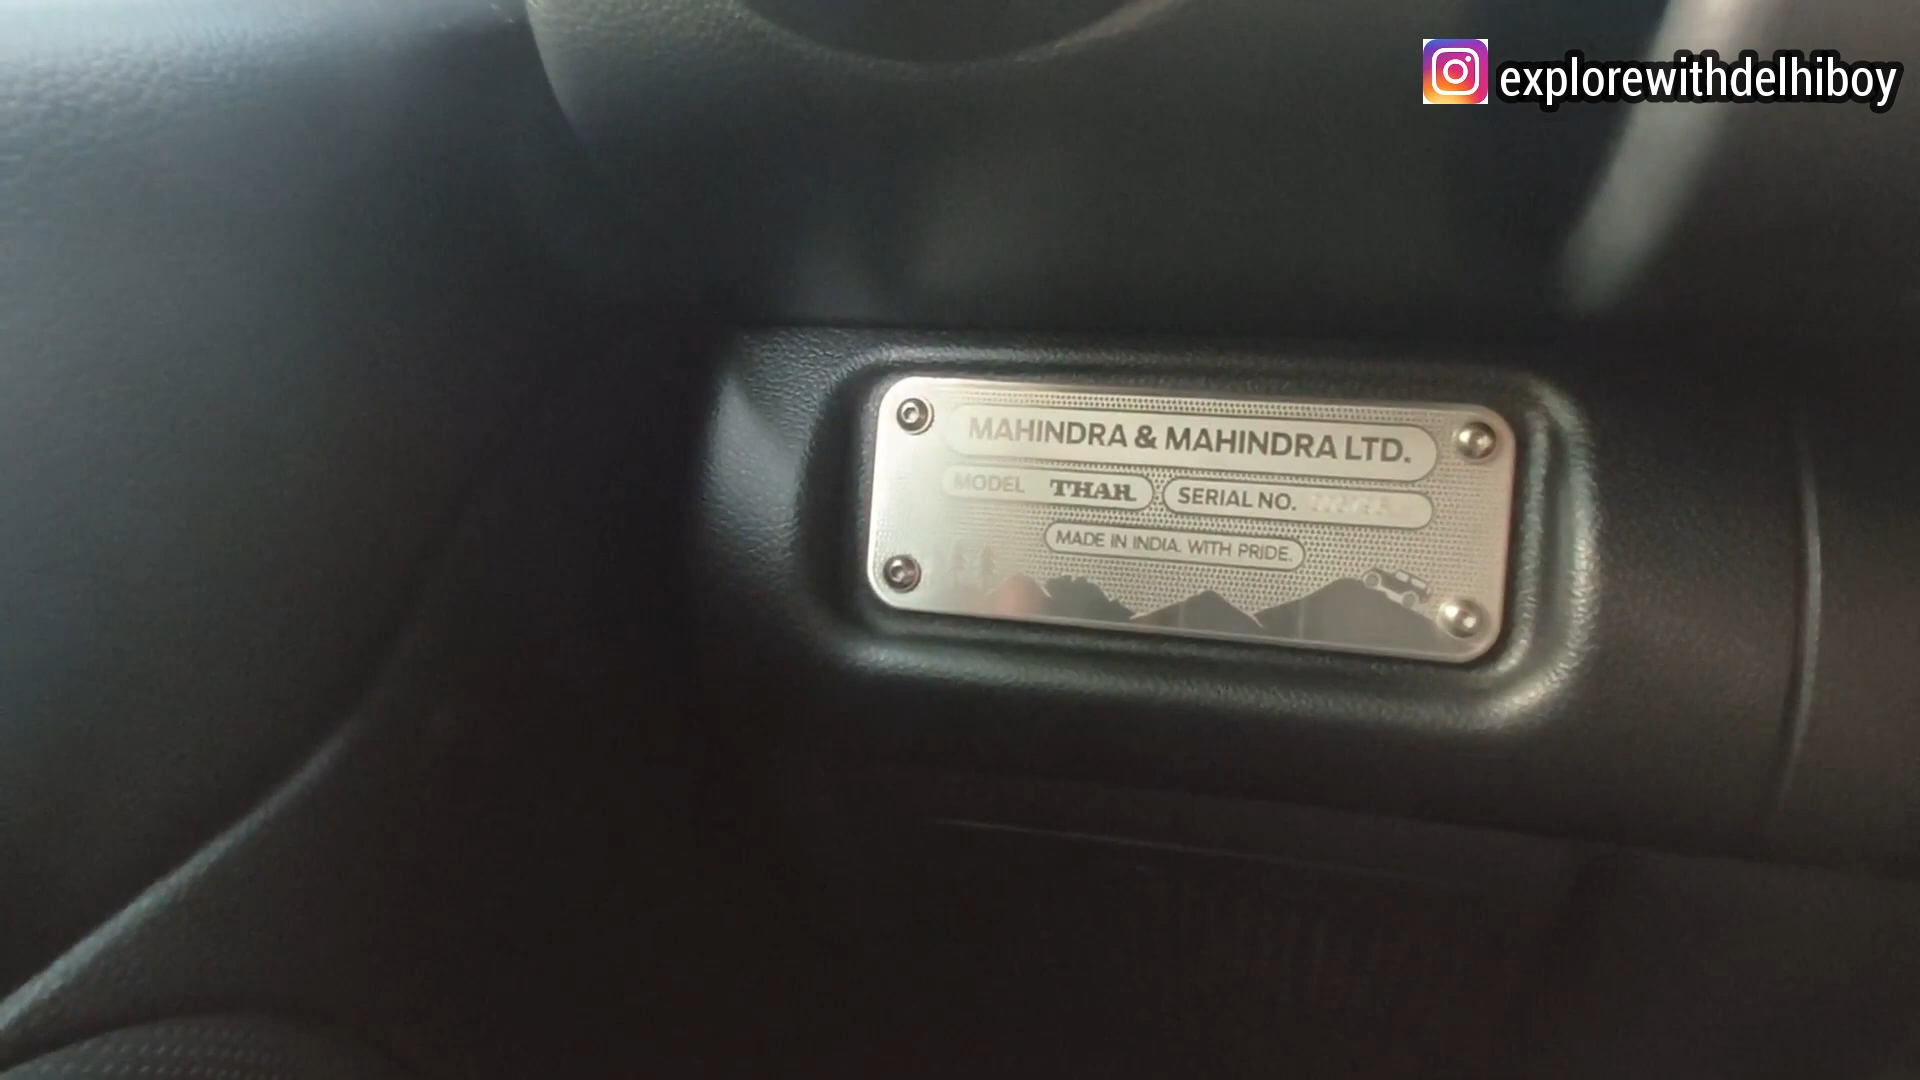 explorewithdelhiboy
MAHINDRA & MAHINDRA LTD.
MODEL THAR SERIAL NO.
MADE IN INDIA. WITH PRIDE.